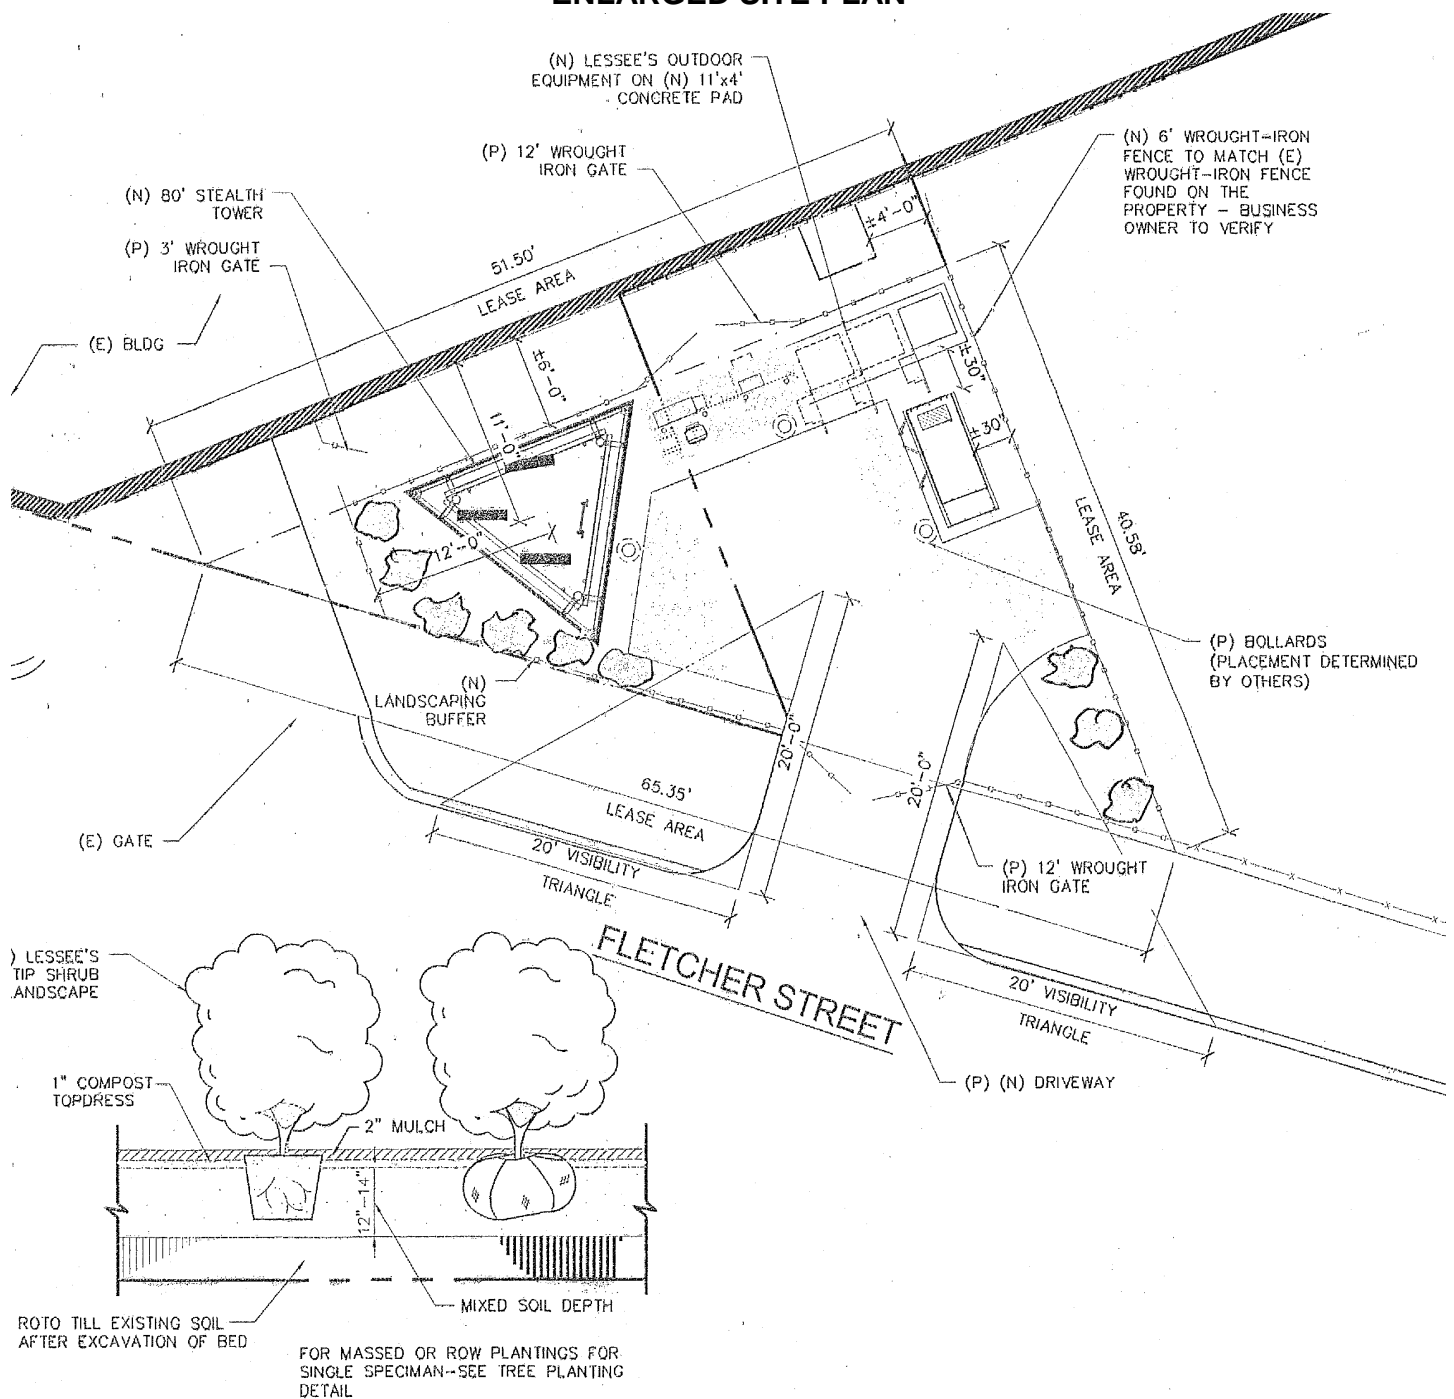 ENLARGED SITE PLAN
(N) LESSEE'S OUTDOOR
EQUIPMENT ON (N) 11'x4'
CONCRETE PAD
(P) 12' WROUGHT
IRON GATE
(N) 6' WROUGHT-IRON
FENCE TO MATCH (E)
WROUGHT-IRON FENCE
FOUND ON THE
PROPERTY - BUSINESS
OWNER TO VERIFY
(N) 80' STEALTH
TOWER
(P) 3' WROUGHT
IRON GATE
(E) BLDG
51.50'
LEASE AREA
±4'-0"
±6'-0"
11'-0"
12'-0"
±30"
±30"
40.58'
LEASE AREA
(P) BOLLARDS
(PLACEMENT DETERMINED
BY OTHERS)
(N)
LANDSCAPING
BUFFER
(E) GATE
65.35'
LEASE AREA
20'-0"
20'-0"
20' VISIBILITY
TRIANGLE
(P) 12' WROUGHT
IRON GATE
FLETCHER STREET
20' VISIBILITY
TRIANGLE
(P) (N) DRIVEWAY
) LESSEE'S
TIP SHRUB
ANDSCAPE
1" COMPOST
TOPDRESS
2" MULCH
12"-14"
MIXED SOIL DEPTH
ROTO TILL EXISTING SOIL
AFTER EXCAVATION OF BED
FOR MASSED OR ROW PLANTINGS FOR
SINGLE SPECIMAN--SEE TREE PLANTING
DETAIL